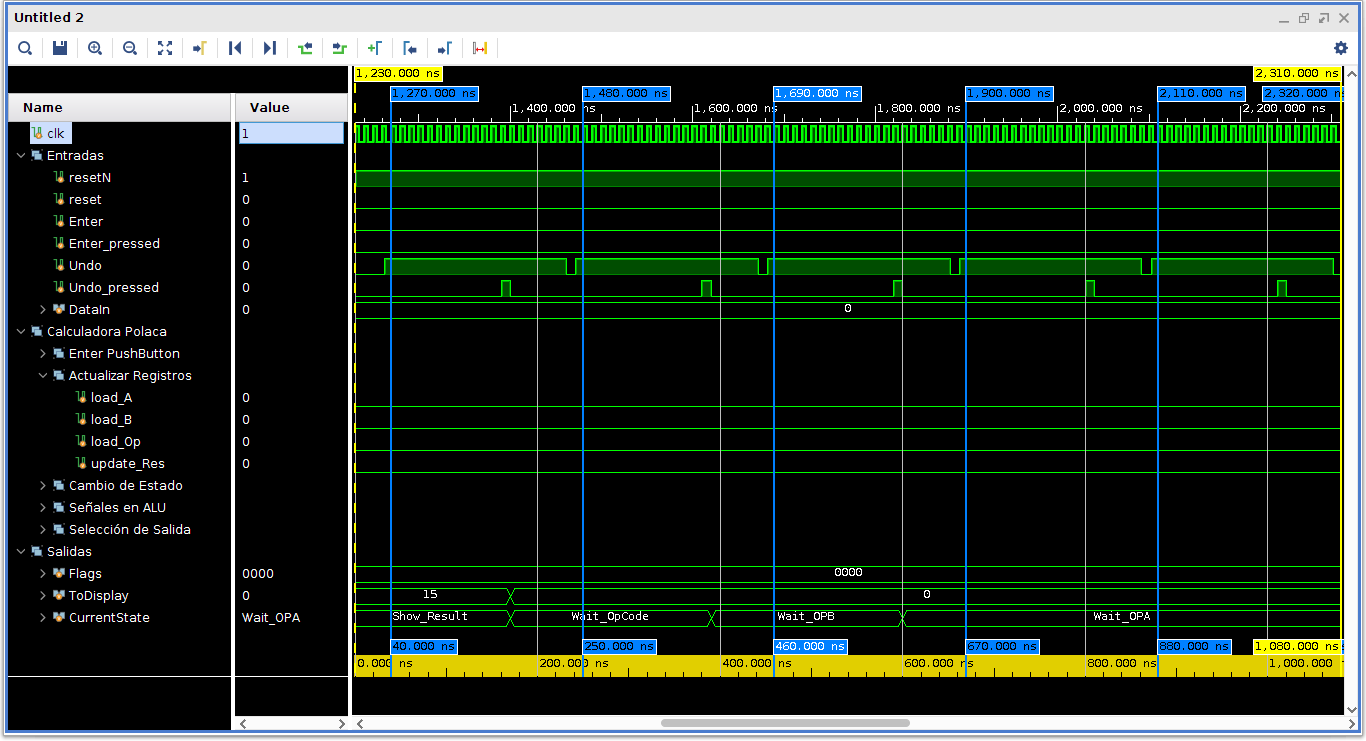 Untitled 2
1,230.000 ns 2,310.000 ns
1,270.000 ns 1,480.000 ns 1,690.000 ns 1,900.000 ns 2,110.000 ns 2,320.000
Name Value
1,400.000 ns 1,600.000 ns 1,800.000 ns 2,000.000 ns 2,200.000 ns
clk 1
Entradas
resetN 1
reset 0
Enter 0
Enter_pressed 0
Undo 0
Undo_pressed 0
DataIn 0 0
Calculadora Polaca
Enter PushButton
Actualizar Registros
load_A 0
load_B 0
load_Op 0
update_Res 0
Cambio de Estado
Señales en ALU
Selección de Salida
Salidas
Flags 0000 0000
ToDisplay 0 15 0
CurrentState Wait_OPA Show_Result Wait_OpCode Wait_OPB Wait_OPA
40.000 ns 250.000 ns 460.000 ns 670.000 ns 880.000 ns 1,080.000 ns
0.000 ns 200.000 ns 400.000 ns 600.000 ns 800.000 ns 1,000.000